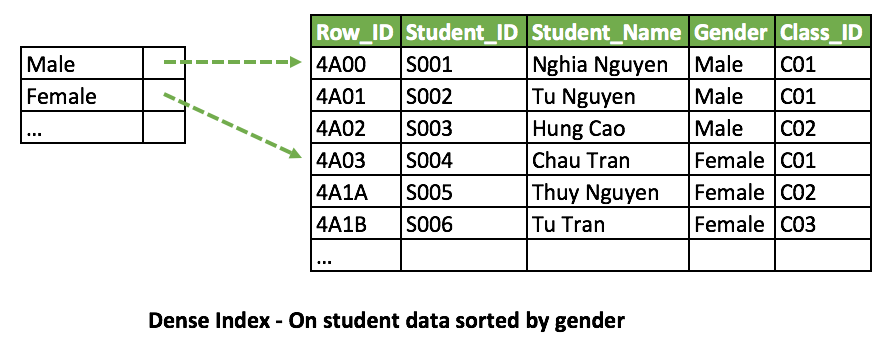 Row_ID Student_ID Student_Name Gender Class_ID
Male 4A00 S001 Nghia Nguyen Male C01
Female 4A01 S002 Tu Nguyen Male C01
... 4A02 S003 Hung Cao Male C02
4A03 S004 Chau Tran Female C01
4A1A S005 Thuy Nguyen Female C02
4A1B S006 Tu Tran Female C03
...
Dense Index - On student data sorted by gender